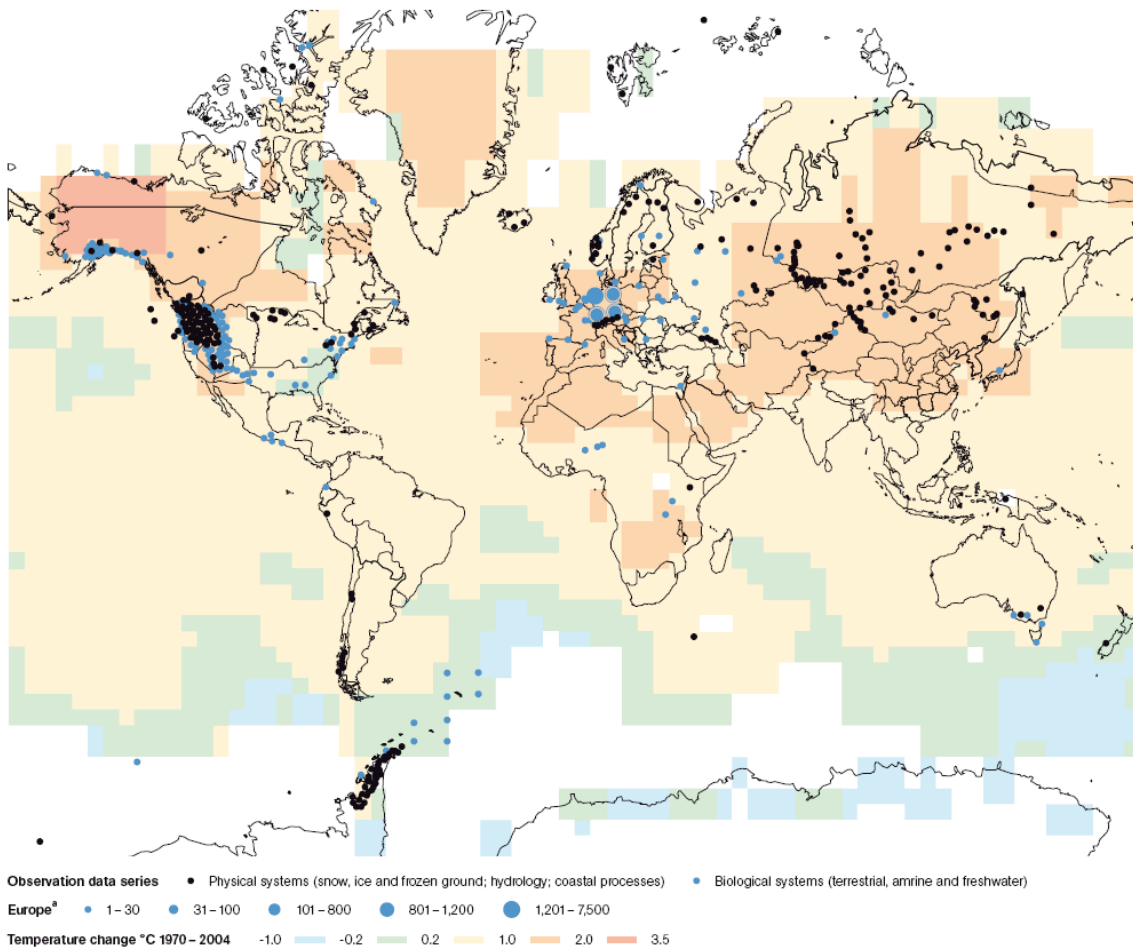 Observation data series Physical systems (snow, ice and frozen ground; hydrology; coastal processes) Biological systems (terrestrial, amrine and freshwater)
Europeᵃ 1 – 30 31 – 100 101 – 800 801 – 1,200 1,201 – 7,500
Temperature change °C 1970 – 2004 -1.0 -0.2 0.2 1.0 2.0 3.5